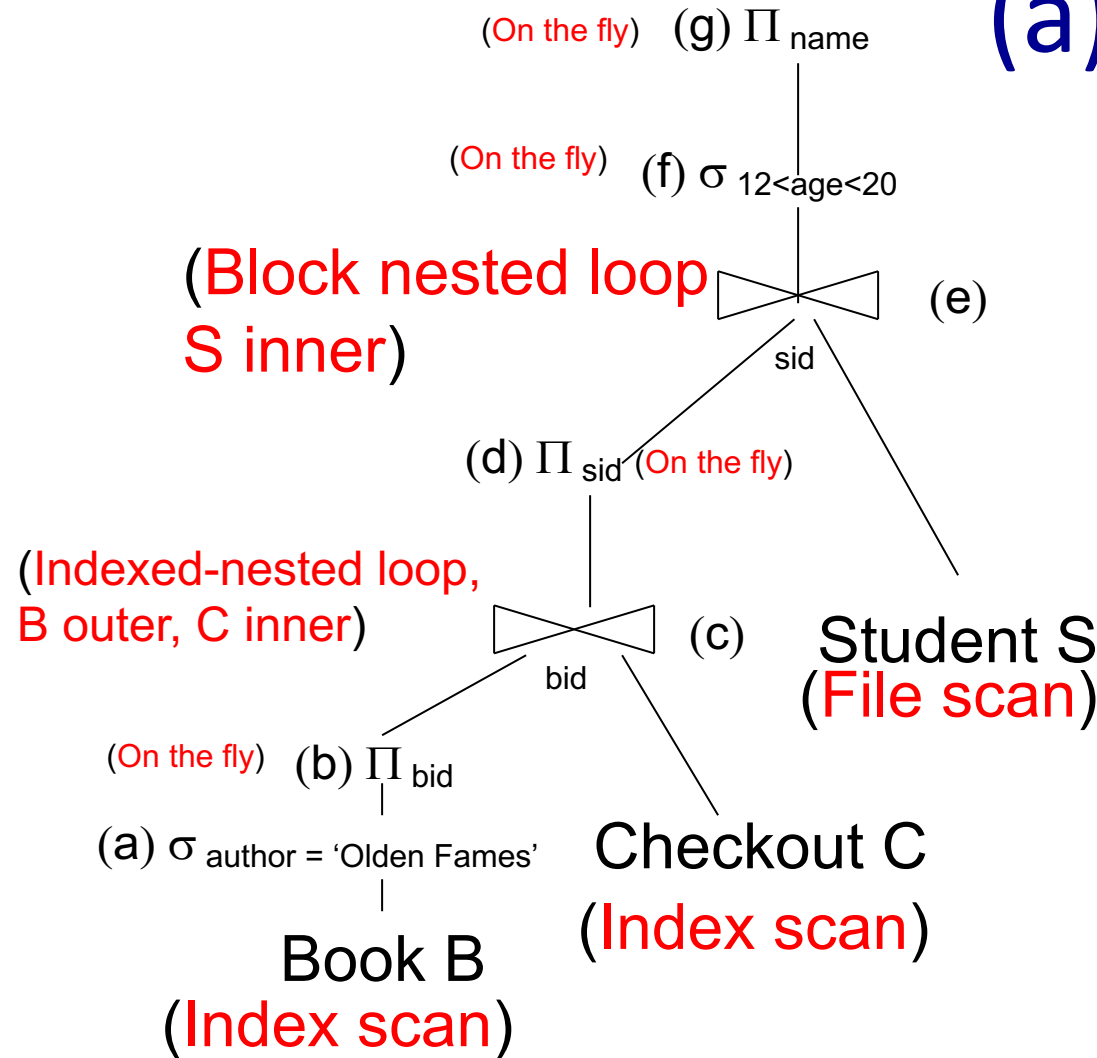 (a)
(On the fly) (g) Π name
(On the fly) (f) σ 12<age<20
(Block nested loop
S inner)
(e)
sid
(d) Π sid (On the fly)
(Indexed-nested loop,
B outer, C inner)
(c)
bid
Student S
(File scan)
(On the fly) (b) Π bid
(a) σ author = ‘Olden Fames’
Checkout C
(Index scan)
Book B
(Index scan)